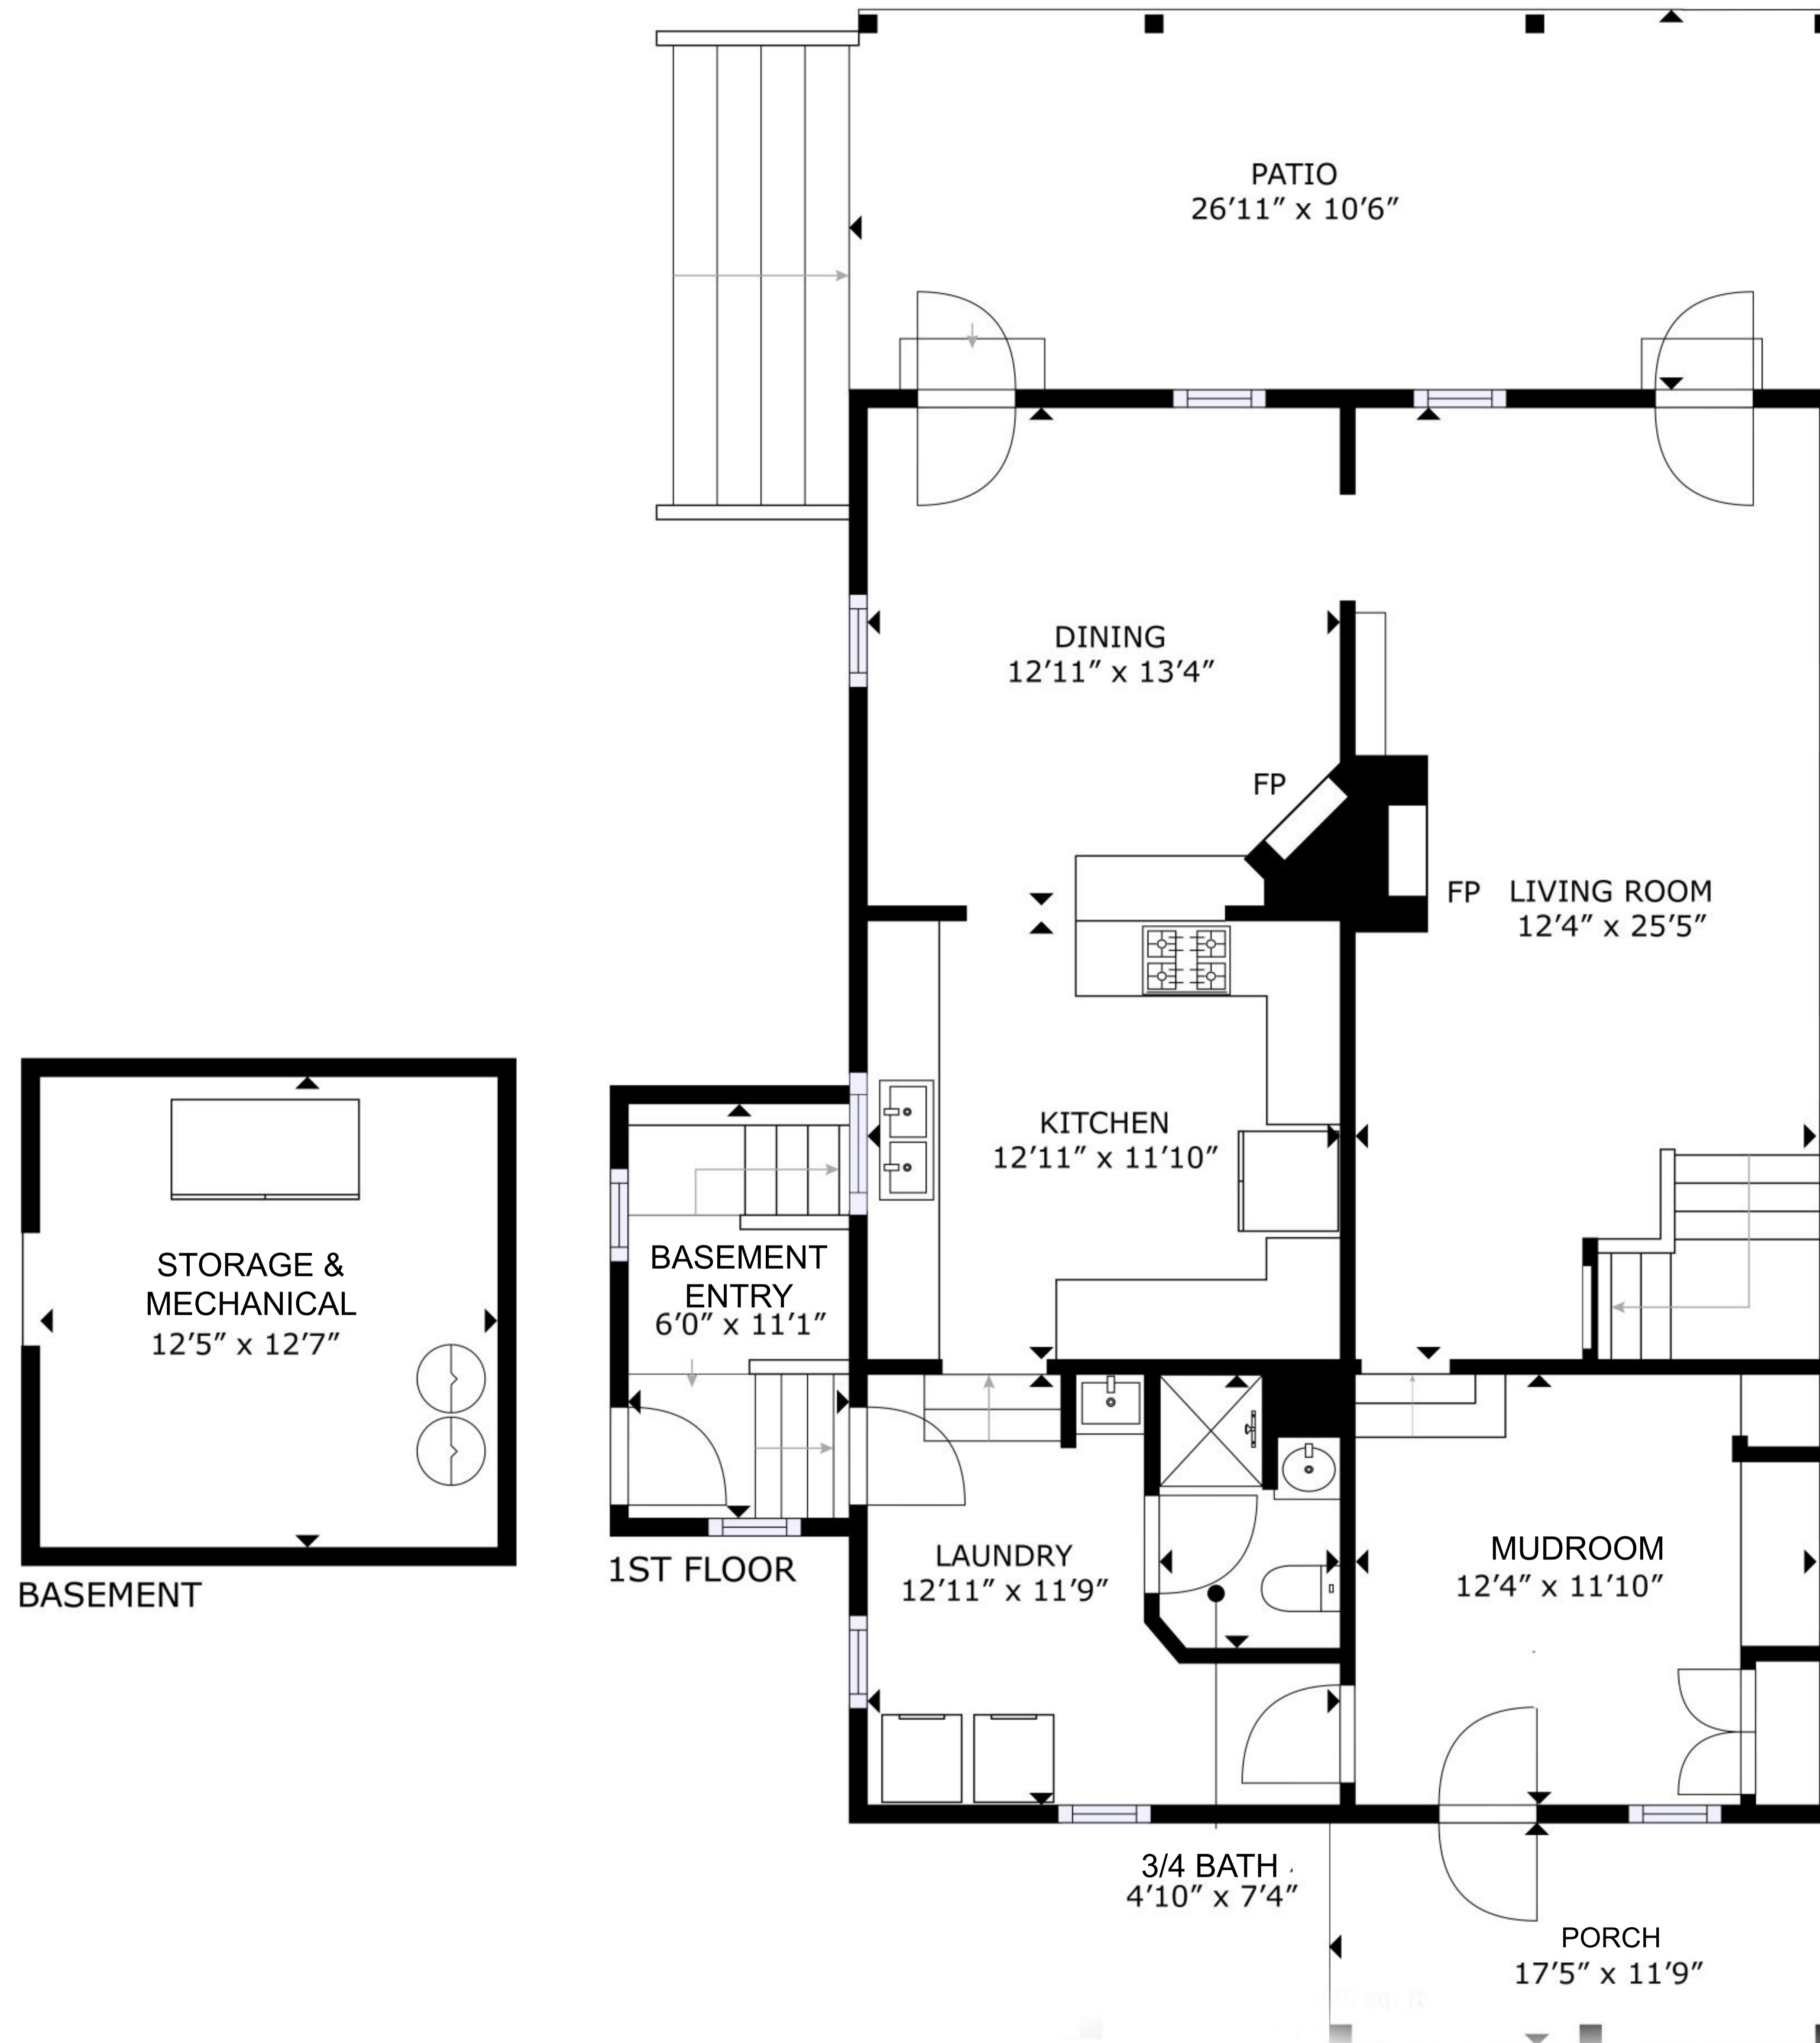 PATIO
26’11” x 10’6”
DINING
12’11” x 13’4”
FP
FP
LIVING ROOM
12’4” x 25’5”
KITCHEN
12’11” x 11’10”
STORAGE &
MECHANICAL
12’5” x 12’7”
BASEMENT
ENTRY
6’0” x 11’1”
LAUNDRY
12’11” x 11’9”
MUDROOM
12’4” x 11’10”
1ST FLOOR
BASEMENT
3/4 BATH
4’10” x 7’4”
PORCH
17’5” x 11’9”
sq. ft